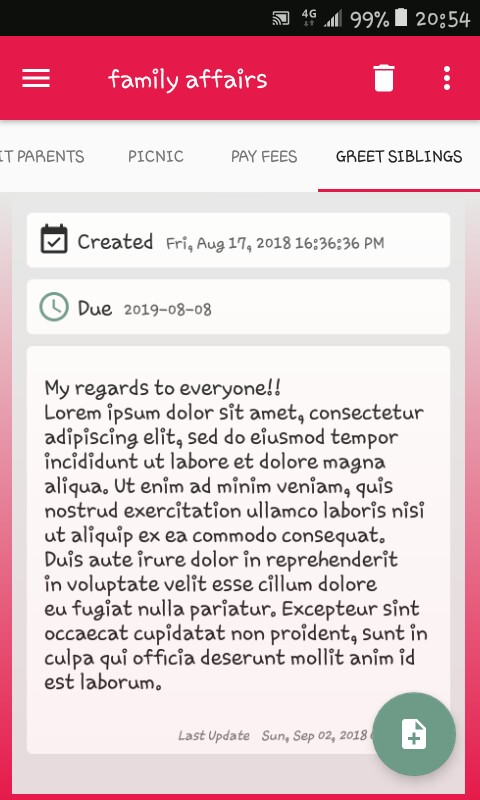 4G 99% 20:54
family affairs
IT PARENTS PICNIC PAY FEES GREET SIBLINGS
Created Fri, Aug 17, 2018 16:36:36 PM
Due 2019-08-08
My regards to everyone!!
Lorem ipsum dolor sit amet, consectetur
adipiscing elit, sed do eiusmod tempor
incididunt ut labore et dolore magna
aliqua. Ut enim ad minim veniam, quis
nostrud exercitation ullamco laboris nisi
ut aliquip ex ea commodo consequat.
Duis aute irure dolor in reprehenderit
in voluptate velit esse cillum dolore
eu fugiat nulla pariatur. Excepteur sint
occaecat cupidatat non proident, sunt in
culpa qui officia deserunt mollit anim id
est laborum.
Last Update Sun, Sep 02, 2018